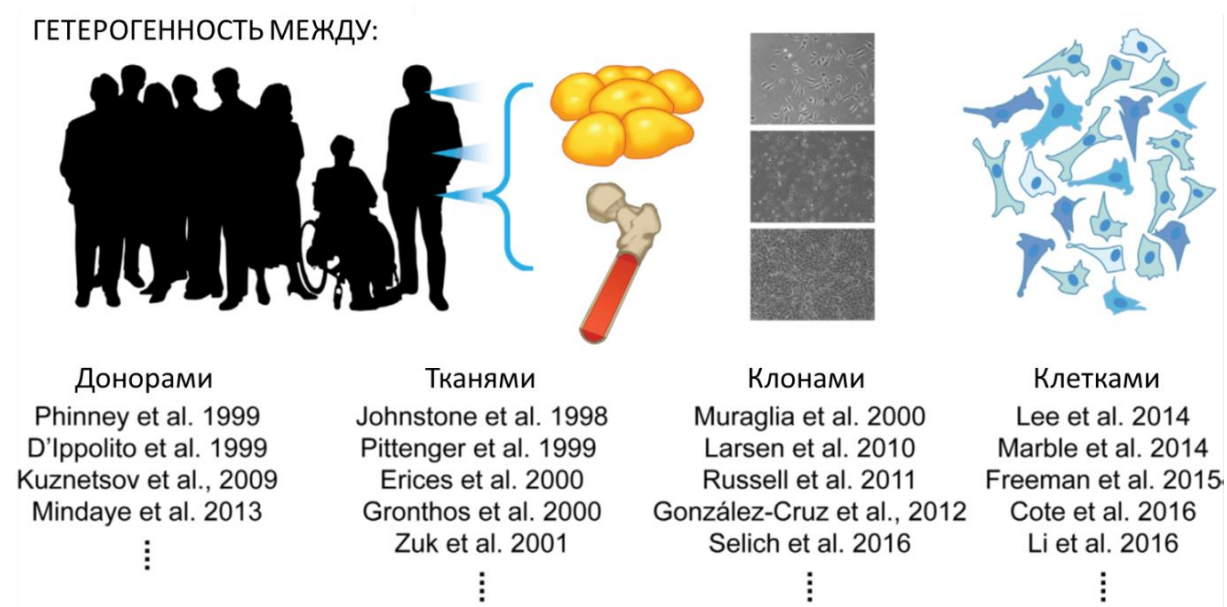 ГЕТЕРОГЕННОСТЬ МЕЖДУ:
Донорами
Phinney et al. 1999
D'Ippolito et al. 1999
Kuznetsov et al., 2009
Mindaye et al. 2013
Тканями
Johnstone et al. 1998
Pittenger et al. 1999
Erices et al. 2000
Gronthos et al. 2000
Zuk et al. 2001
Клонами
Muraglia et al. 2000
Larsen et al. 2010
Russell et al. 2011
González-Cruz et al., 2012
Selich et al. 2016
Клетками
Lee et al. 2014
Marble et al. 2014
Freeman et al. 2015
Cote et al. 2016
Li et al. 2016